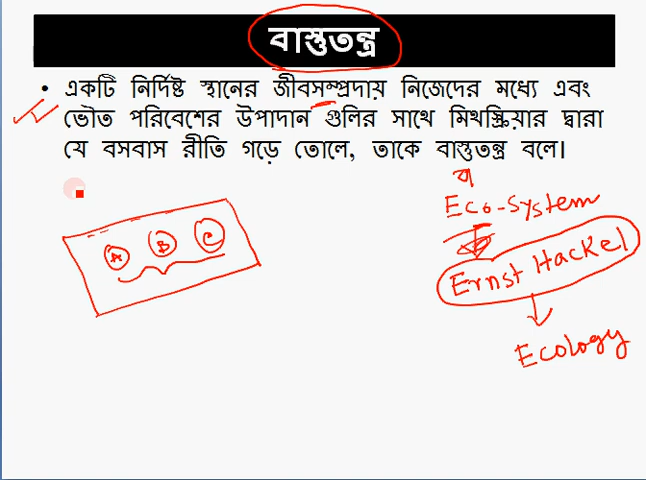 বাস্তুতন্ত্র
• একটি নির্দিষ্ট স্থানের জীবসম্প্রদায় নিজেদের মধ্যে এবং
ভৌত পরিবেশের উপাদান গুলির সাথে মিথস্ক্রিয়ার দ্বারা
যে বসবাস রীতি গড়ে তোলে, তাকে বাস্তুতন্ত্র বলে।
বা
Eco-System
A B C
Ernst Hackel
Ecology